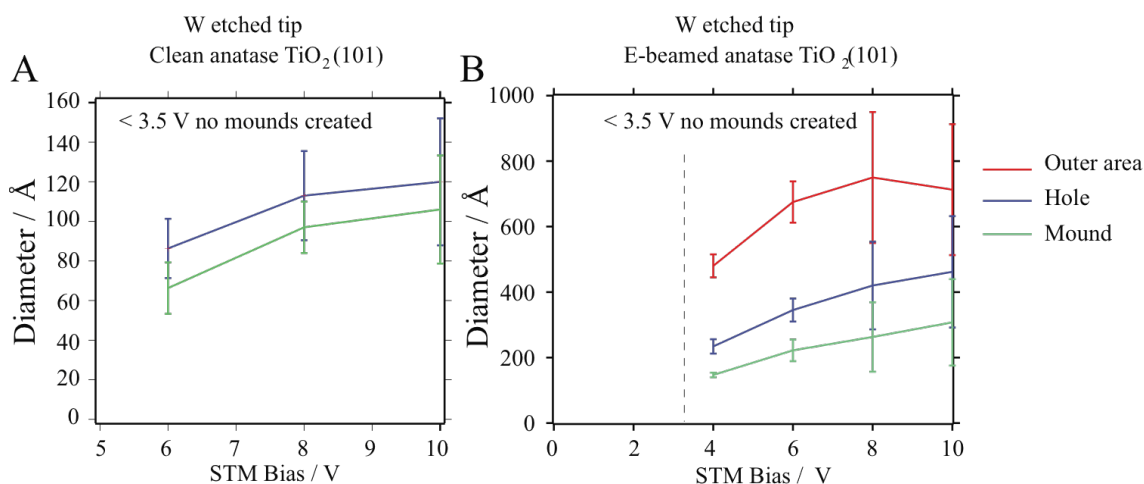 W etched tip
Clean anatase TiO2(101)
A
< 3.5 V no mounds created
160
140
120
100
80
60
40
20
0
Diameter / Å
5 6 7 8 9 10
STM Bias / V
W etched tip
E-beamed anatase TiO2(101)
B
< 3.5 V no mounds created
1000
800
600
400
200
0
Diameter / Å
0 2 4 6 8 10
STM Bias / V
Outer area
Hole
Mound